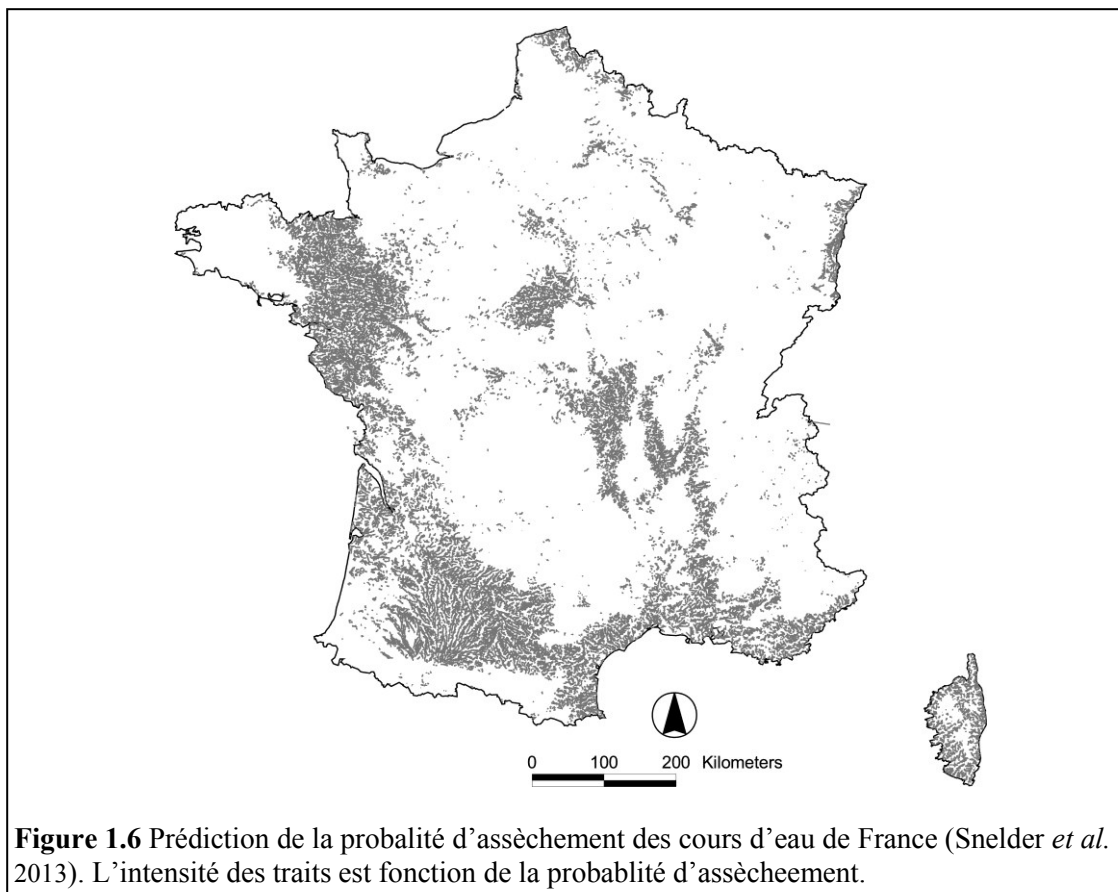 0 100 200 Kilometers
Figure 1.6 Prédiction de la probalité d’assèchement des cours d’eau de France (Snelder et al.
2013). L’intensité des traits est fonction de la probablité d’assècheement.